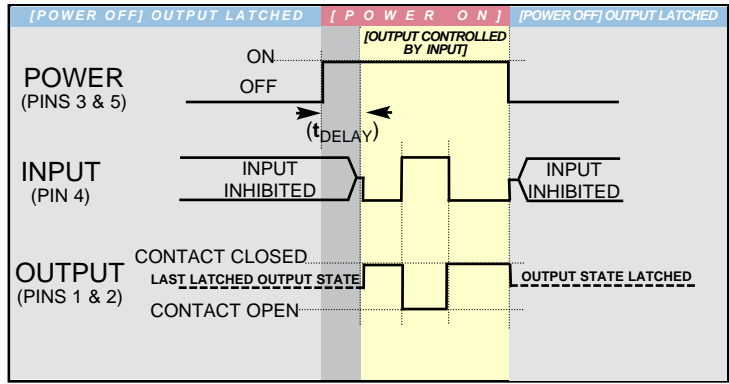 [POWER OFF] OUTPUT LATCHED
[POWER ON]
[POWER OFF] OUTPUT LATCHED
[OUTPUT CONTROLLED
BY INPUT]
ON
POWER
(PINS 3 & 5)
OFF
(tDELAY)
INPUT
(PIN 4)
INPUT
INHIBITED
INPUT
INHIBITED
CONTACT CLOSED
OUTPUT
(PINS 1 & 2)
LAST LATCHED OUTPUT STATE
OUTPUT STATE LATCHED
CONTACT OPEN